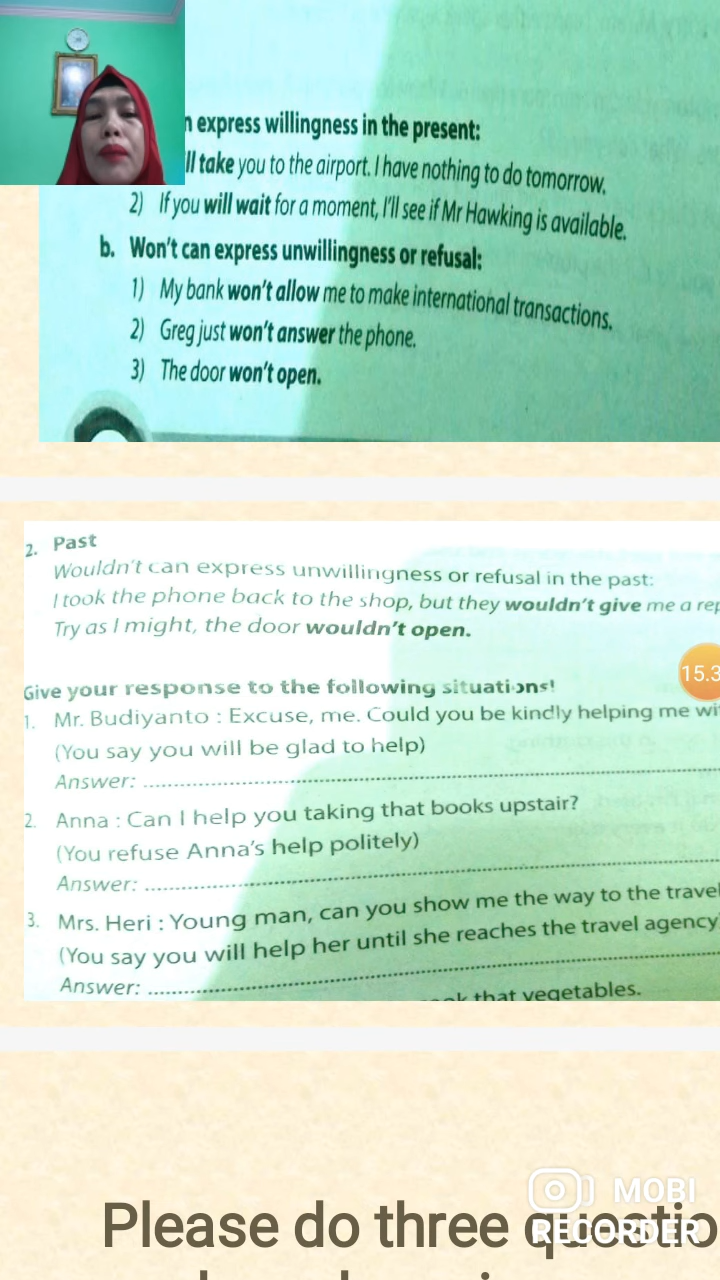 express willingness in the present:
take you to the airport. I have nothing to do tomorrow.
2) If you will wait for a moment, I'll see if Mr Hawking is available.
b. Won't can express unwillingness or refusal:
1) My bank won't allow me to make international transactions.
2) Greg just won't answer the phone.
3) The door won't open.
2. Past
Wouldn't can express unwillingness or refusal in the past:
I took the phone back to the shop, but they wouldn't give me a
Try as I might, the door wouldn't open.
15.3
Give your response to the following situations!
1. Mr. Budiyanto : Excuse, me. Could you be kindly helping me
(You say you will be glad to help)
Answer:
2. Anna : Can I help you taking that books upstair?
(You refuse Anna's help politely)
Answer:
3. Mrs. Heri : Young man, can you show me the way to the travel
(You say you will help her until she reaches the travel agency
Answer:
that vegetables.
Please do three
MOBI
RECORDER